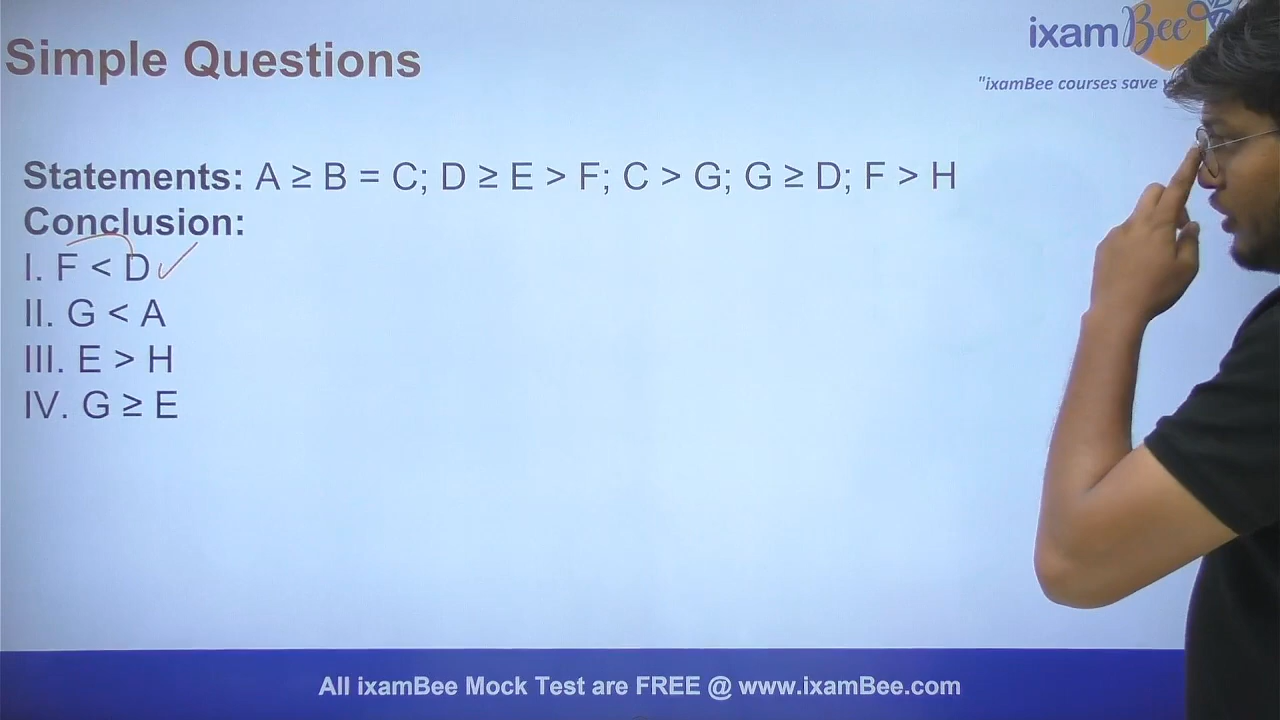 ixamBee
Simple Questions
"ixamBee courses save
Statements: A ≥ B = C; D ≥ E > F; C > G; G ≥ D; F > H
Conclusion:
I. F < D
II. G < A
III. E > H
IV. G ≥ E
All ixamBee Mock Test are FREE @ www.ixamBee.com